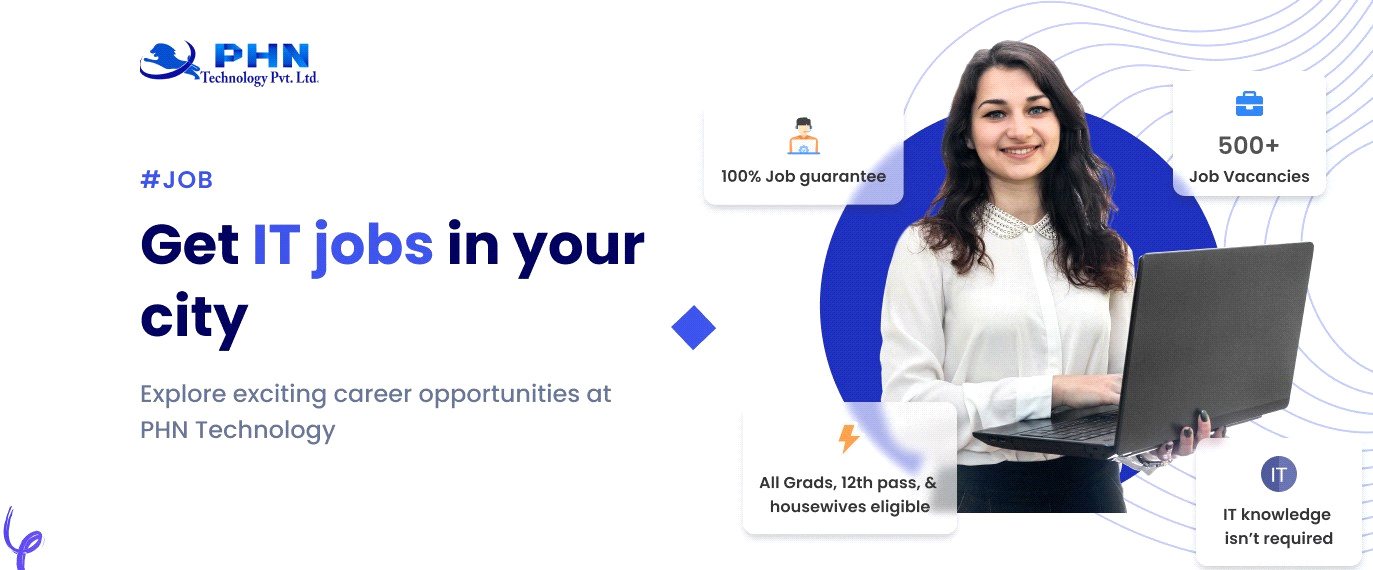 PHN
Technology Pvt. Ltd.
#JOB
Get IT jobs in your
city
Explore exciting career opportunities at
PHN Technology
100% Job guarantee
500+
Job Vacancies
All Grads, 12th pass, &
housewives eligible
IT
IT knowledge
isn’t required